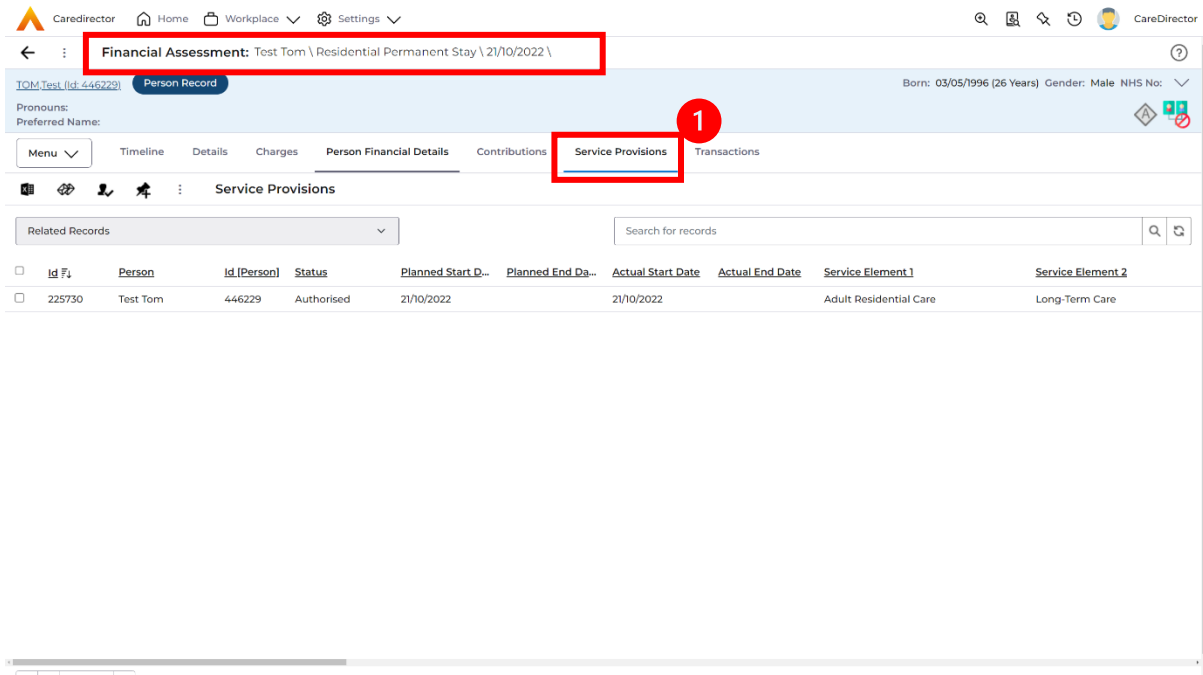 Caredirector Home Workplace Settings CareDirector
Financial Assessment: Test Tom \ Residential Permanent Stay \ 21/10/2022 \
TOM,Test (Id: 446229) Person Record Born: 03/05/1996 (26 Years) Gender: Male NHS No:
Pronouns:
Preferred Name:
A
1
Menu Timeline Details Charges Person Financial Details Contributions Service Provisions Transactions
Service Provisions
Related Records Search for records
Id Person Id [Person] Status Planned Start D... Planned End Da... Actual Start Date Actual End Date Service Element 1 Service Element 2
225730 Test Tom 446229 Authorised 21/10/2022 21/10/2022 Adult Residential Care Long-Term Care